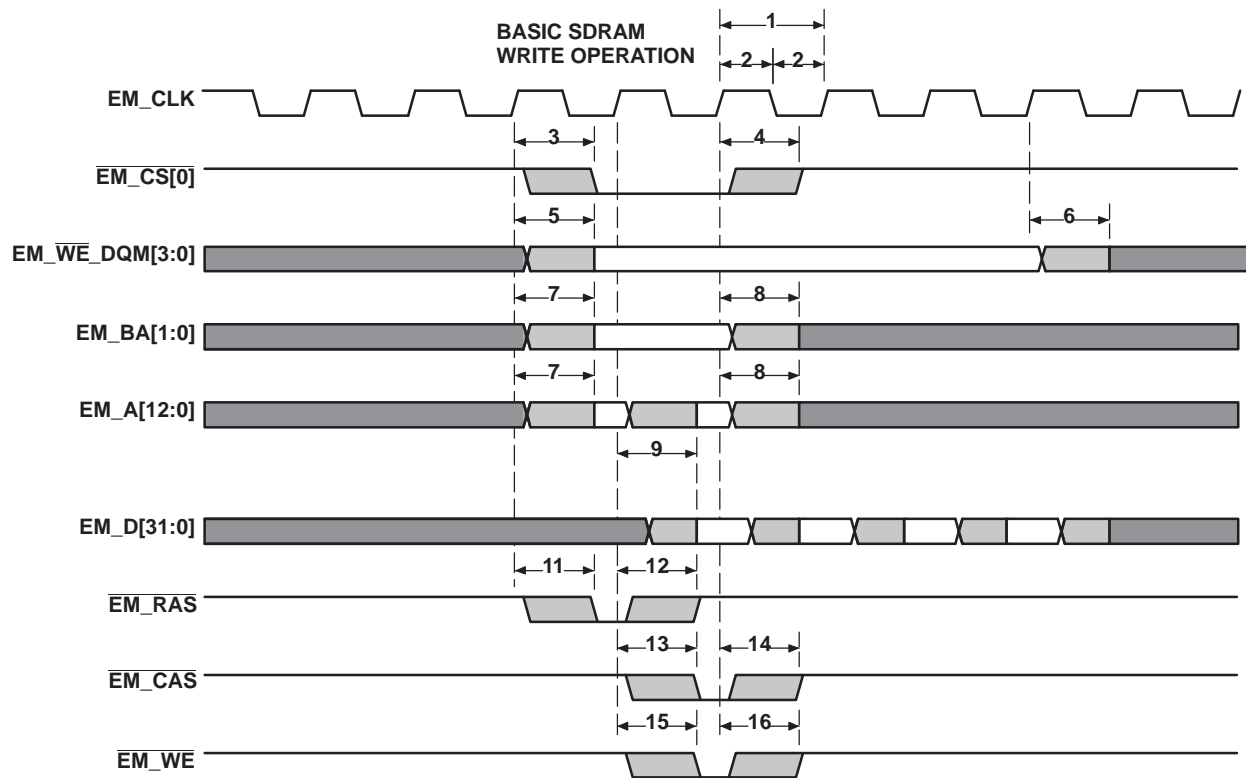 BASIC SDRAM
WRITE OPERATION
1
2 2
EM_CLK
3 4
EM_CS[0]
5 6
EM_WE_DQM[3:0]
7 8
EM_BA[1:0]
7 8
EM_A[12:0]
9
EM_D[31:0]
11 12
EM_RAS
13 14
EM_CAS
15 16
EM_WE